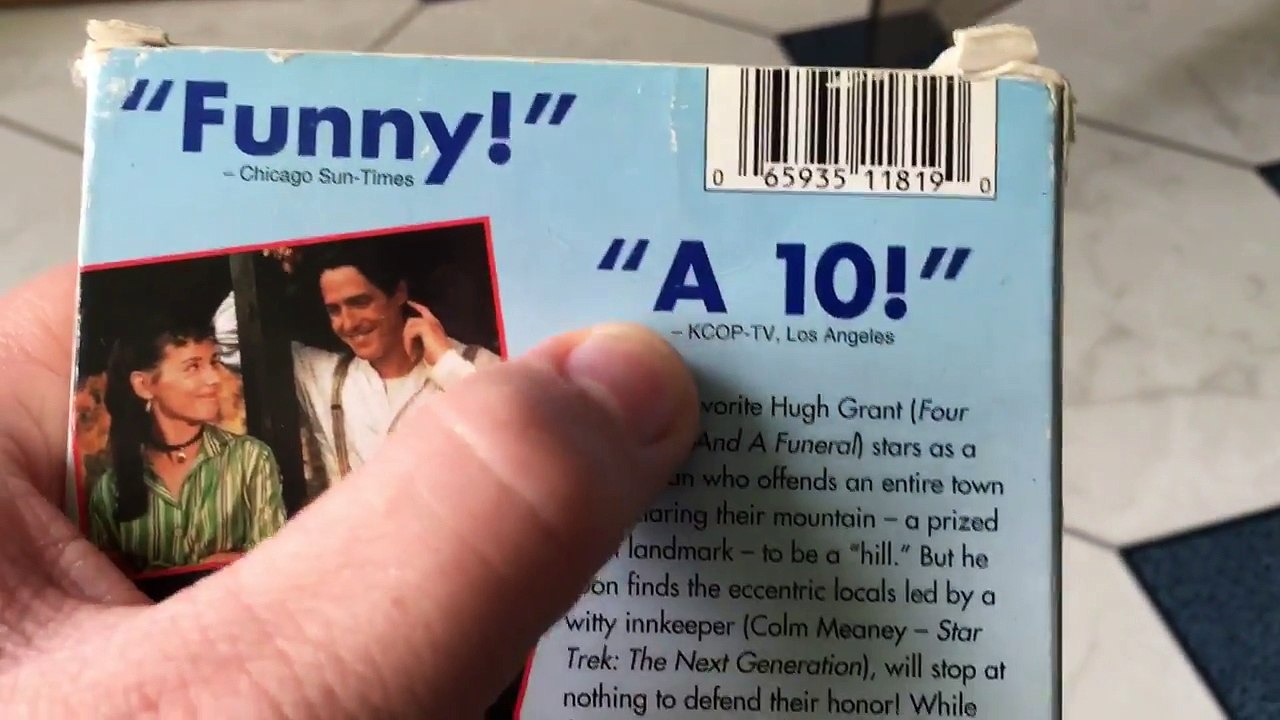 “Funny!”
– Chicago Sun-Times
0 65935 11819 0
“A 10!”
– KCOP-TV, Los Angeles
Hugh Grant (Four
And A Funeral) stars as a
who offends an entire town
their mountain – a prized
landmark – to be a “hill.” But he
finds the eccentric locals led by a
witty innkeeper (Colm Meaney – Star
Trek: The Next Generation), will stop at
nothing to defend their honor! While